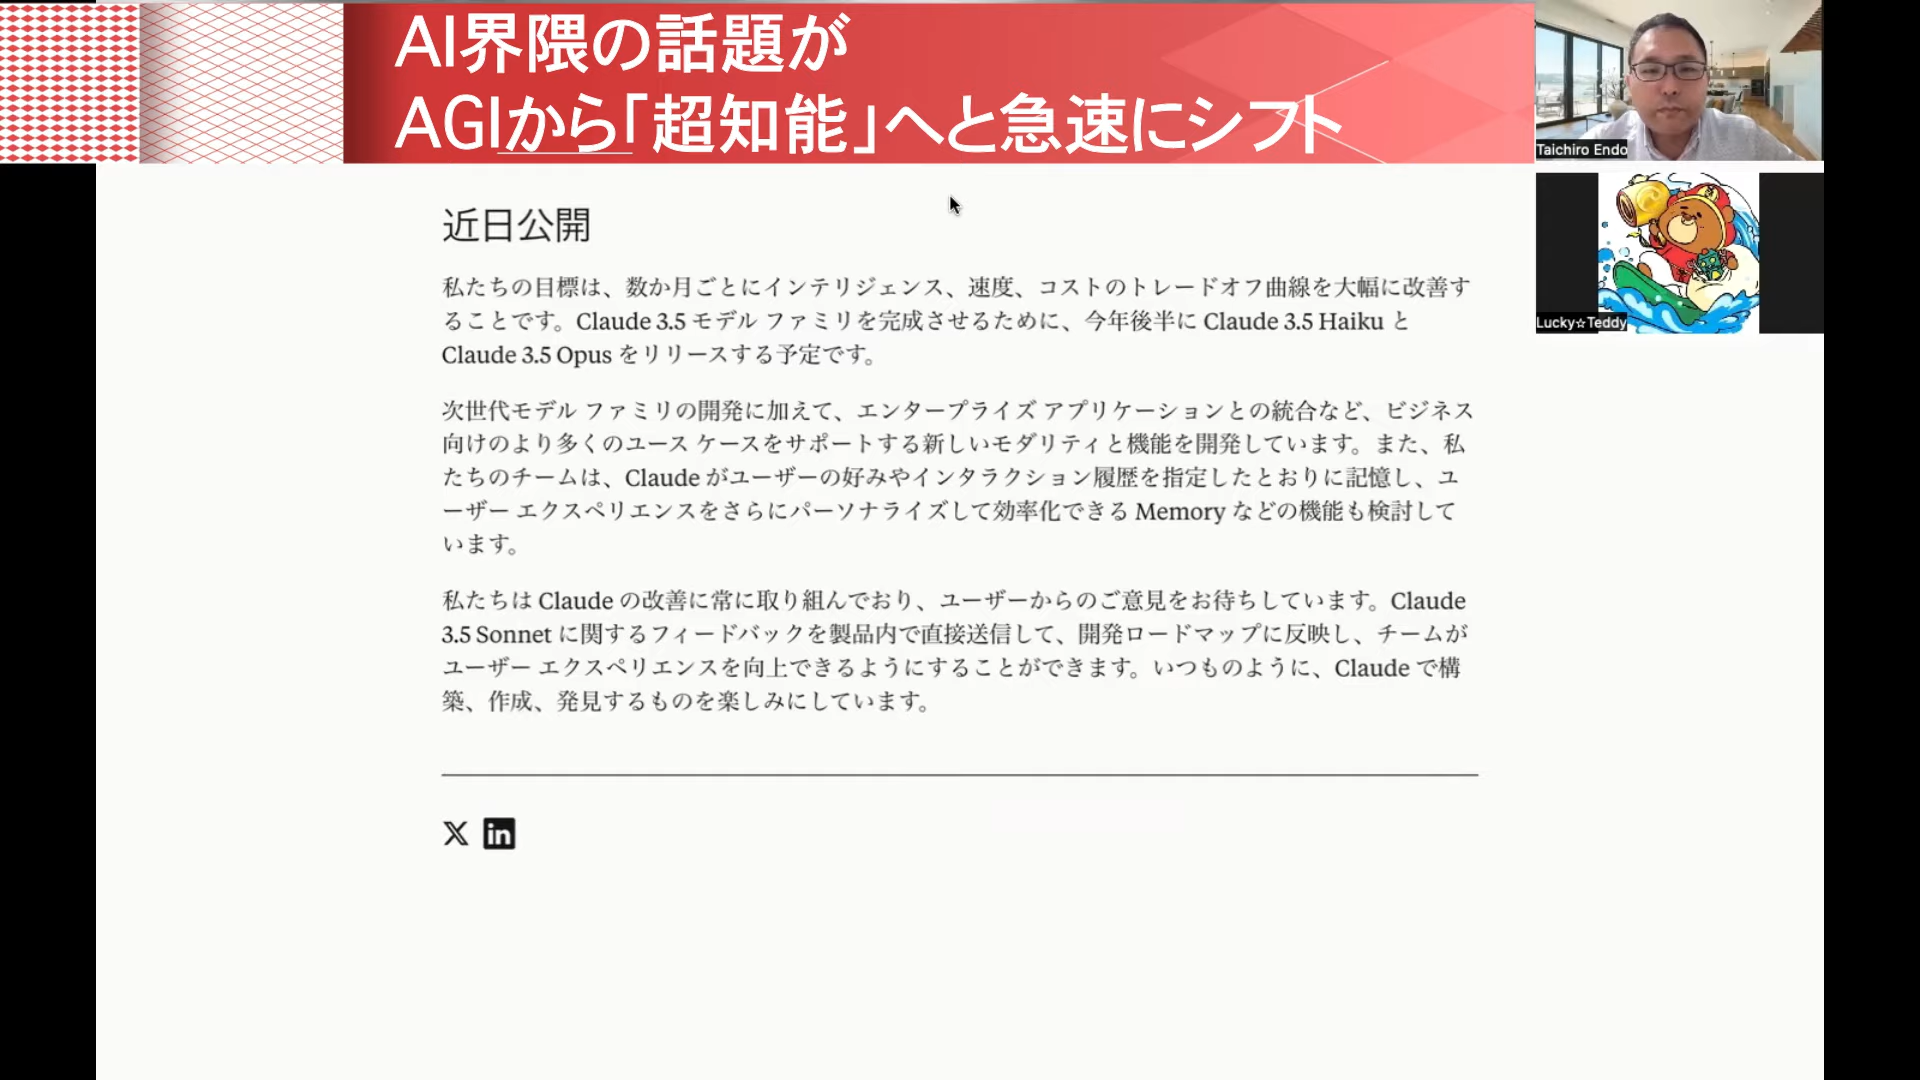 AI界隈の話題が
AGIから「超知能」へと急速にシフト
Taichiro Endo
Lucky☆Teddy
近日公開
私たちの目標は、数か月ごとにインテリジェンス、速度、コストのトレードオフ曲線を大幅に改善す
ることです。Claude 3.5 モデル ファミリを完成させるために、今年後半に Claude 3.5 Haiku と
Claude 3.5 Opus をリリースする予定です。
次世代モデル ファミリの開発に加えて、エンタープライズ アプリケーションとの統合など、ビジネス
向けのより多くのユース ケースをサポートする新しいモダリティと機能を開発しています。また、私
たちのチームは、Claude がユーザーの好みやインタラクション履歴を指定したとおりに記憶し、ユ
ーザー エクスペリエンスをさらにパーソナライズして効率化できる Memory などの機能も検討して
います。
私たちは Claude の改善に常に取り組んでおり、ユーザーからのご意見をお待ちしています。Claude
3.5 Sonnet に関するフィードバックを製品内で直接送信して、開発ロードマップに反映し、チームが
ユーザー エクスペリエンスを向上できるようにすることができます。いつものように、Claude で構
築、作成、発見するものを楽しみにしています。
X in